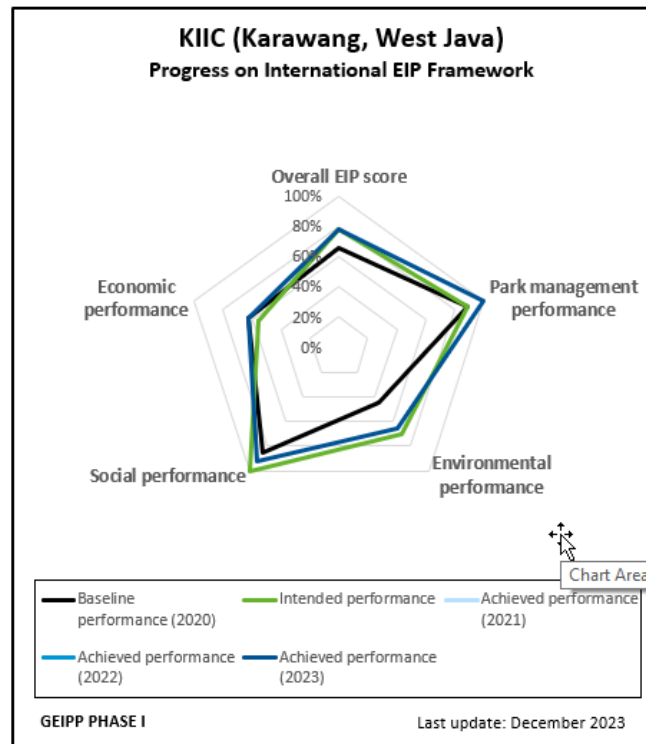 KIIC (Karawang, West Java)
Progress on International EIP Framework
Overall EIP score
100%
80%
60%
40%
20%
0%
Economic
performance
Park management
performance
Social performance
Environmental
performance
Chart Area
Baseline
performance (2020)
Intended performance
Achieved performance
(2021)
Achieved performance
(2022)
Achieved performance
(2023)
GEIPP PHASE I
Last update: December 2023